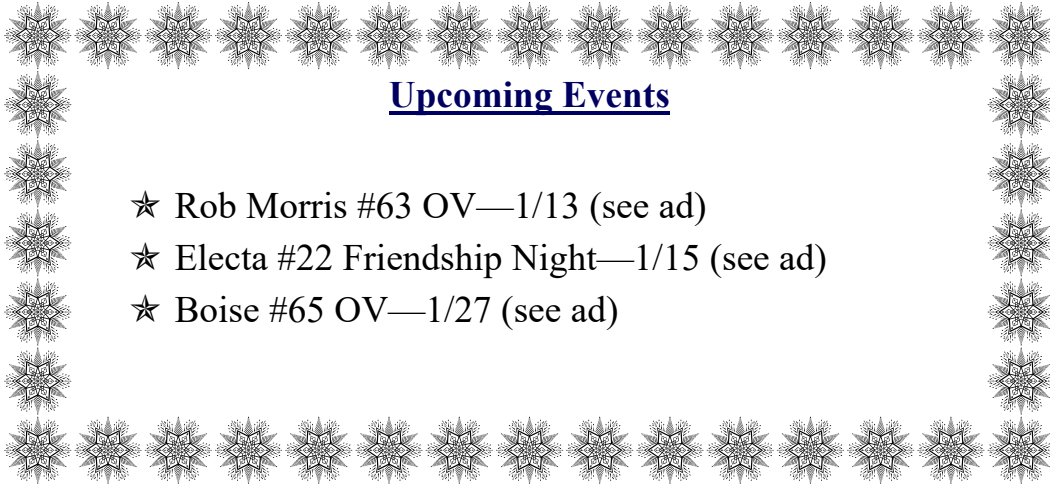 Upcoming Events
✯ Rob Morris #63 OV—1/13 (see ad)
✯ Electa #22 Friendship Night—1/15 (see ad)
✯ Boise #65 OV—1/27 (see ad)